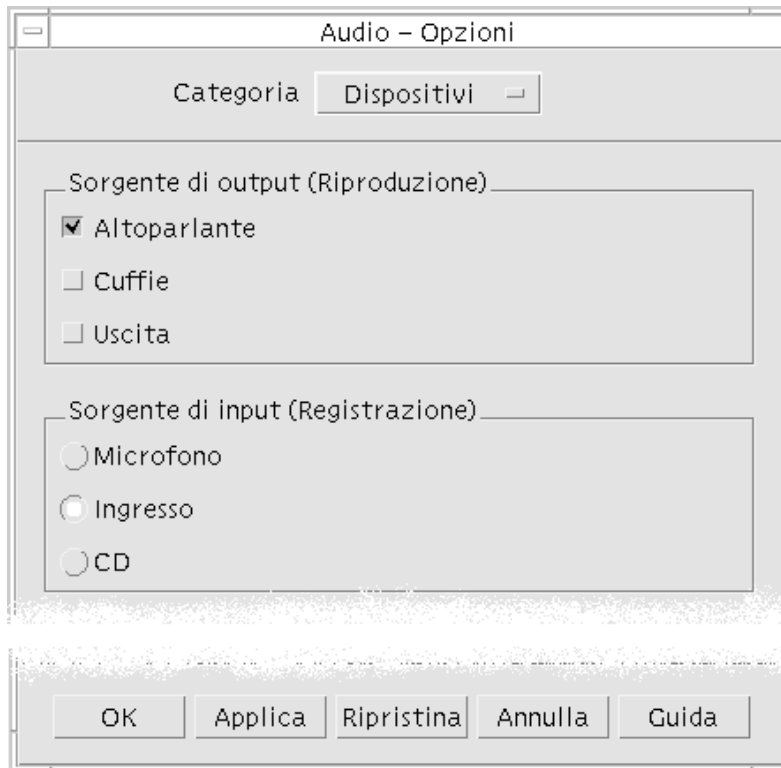 Audio – Opzioni
Categoria Dispositivi
Sorgente di output (Riproduzione)
Altoparlante
Cuffie
Uscita
Sorgente di input (Registrazione)
Microfono
Ingresso
CD
OK Applica Ripristina Annulla Guida